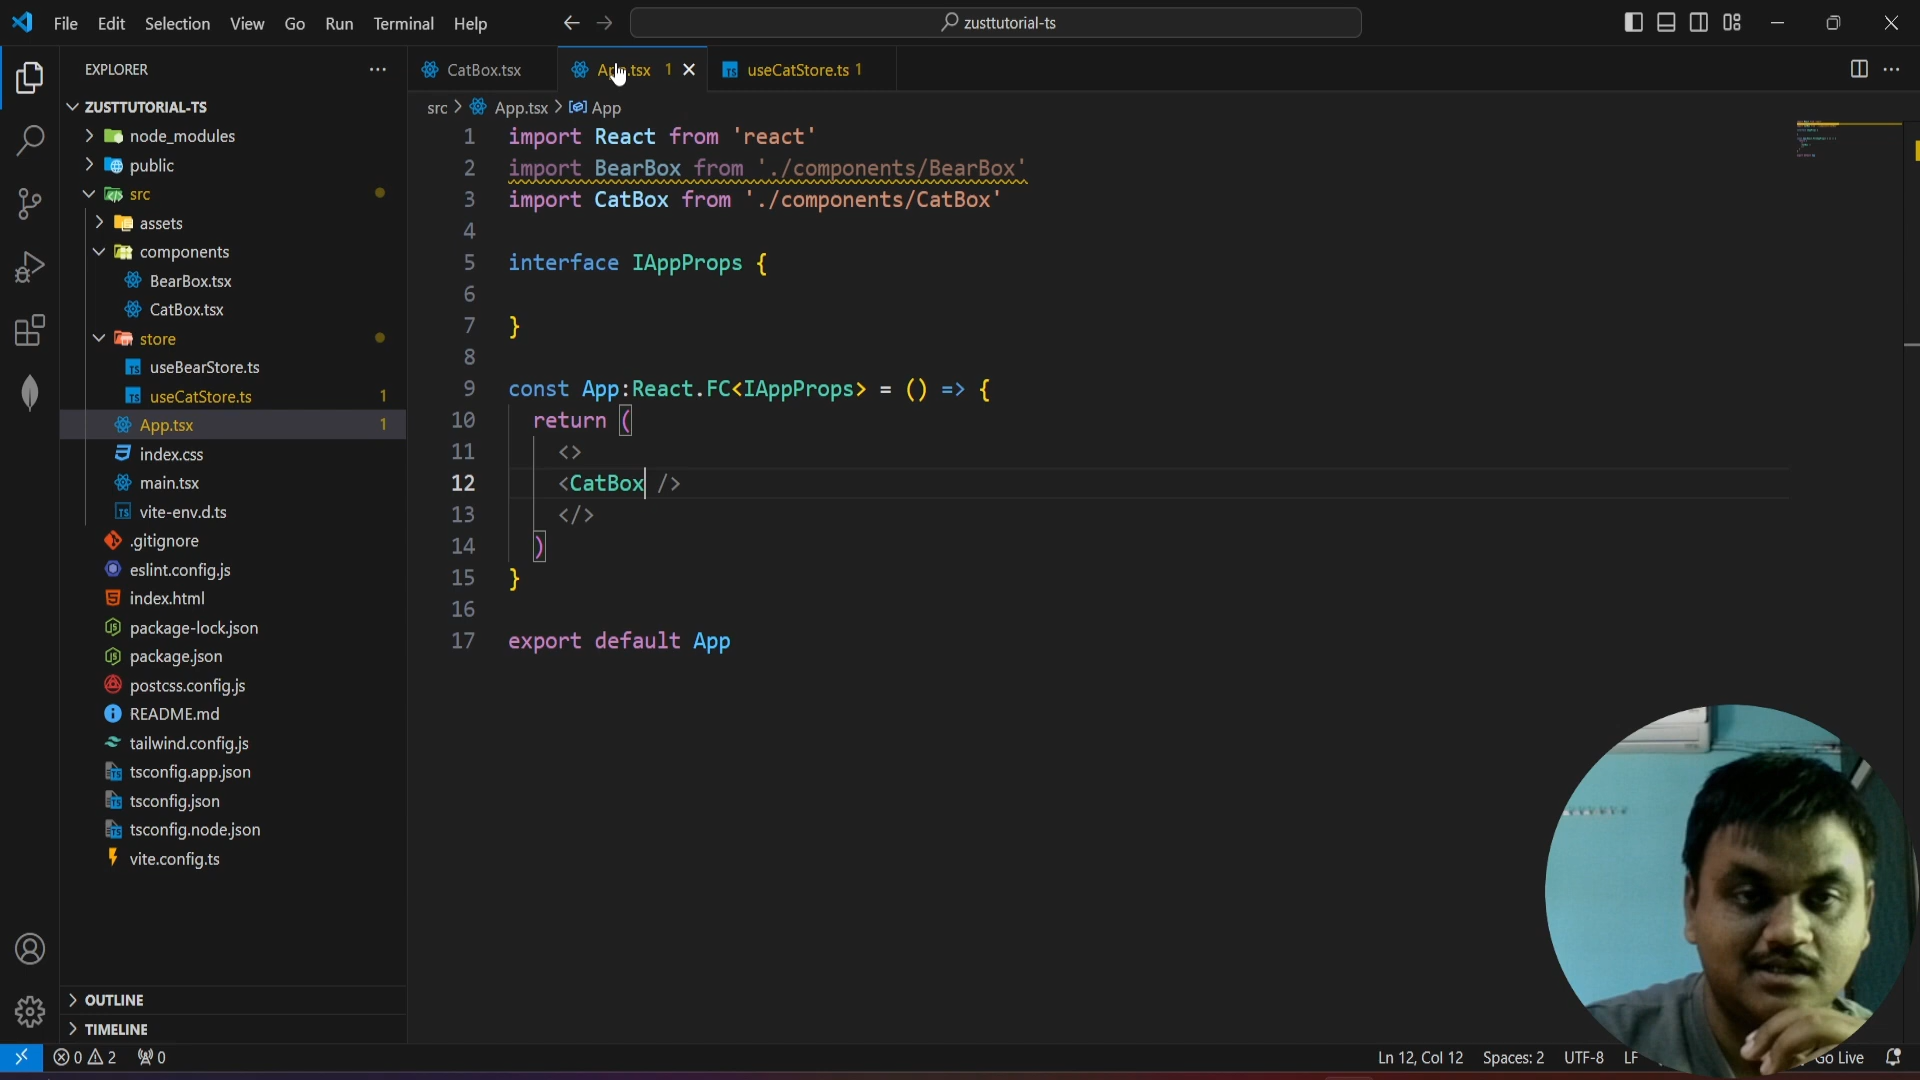 File Edit Selection View Go Run Terminal Help
zusttutorial-ts
EXPLORER
ZUSTTUTORIAL-TS
node_modules
public
src
assets
components
BearBox.tsx
CatBox.tsx
store
useBearStore.ts
useCatStore.ts 1
App.tsx 1
index.css
main.tsx
vite-env.d.ts
.gitignore
eslint.config.js
index.html
package-lock.json
package.json
postcss.config.js
README.md
tailwind.config.js
tsconfig.app.json
tsconfig.json
tsconfig.node.json
vite.config.ts
OUTLINE
TIMELINE
CatBox.tsx App.tsx 1 useCatStore.ts 1
src > App.tsx > App
1 import React from 'react'
2 import BearBox from './components/BearBox'
3 import CatBox from './components/CatBox'
4
5 interface IAppProps {
6
7 }
8
9 const App:React.FC<IAppProps> = () => {
10 return (
11 <>
12 <CatBox />
13 </>
14 )
15 }
16
17 export default App
0 2 0 Ln 12, Col 12 Spaces: 2 UTF-8 LF Go Live